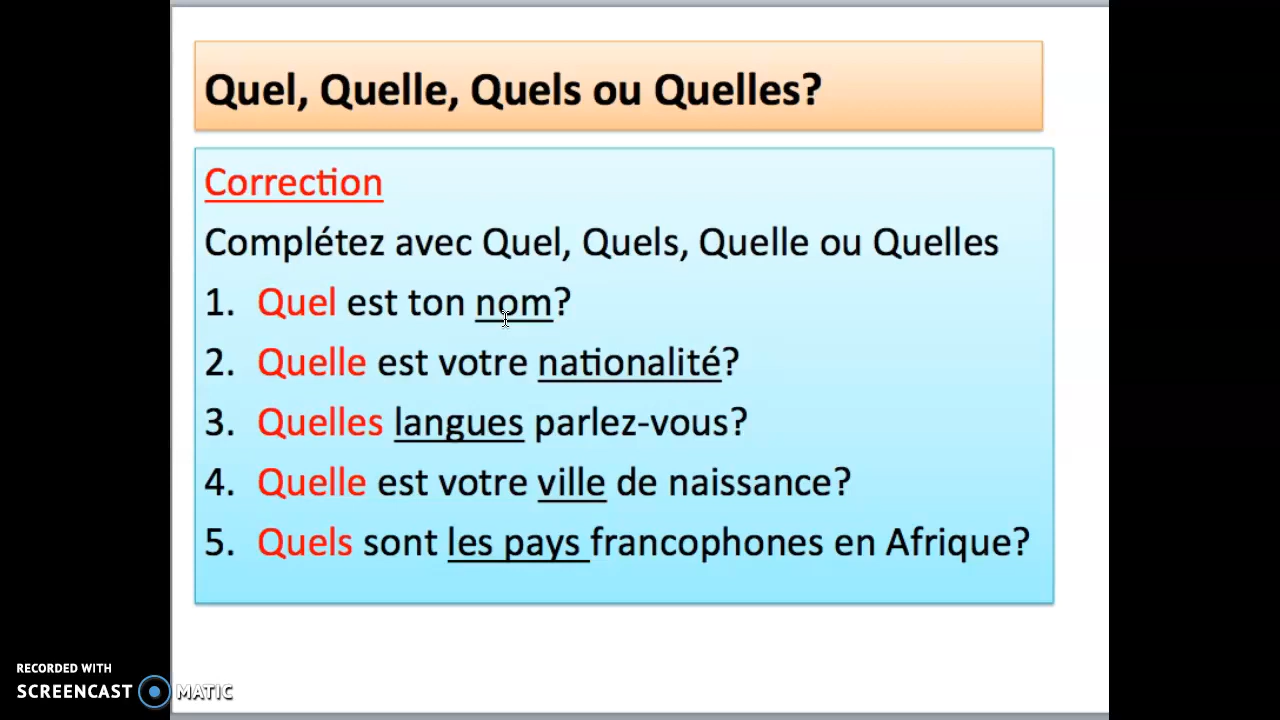 Quel, Quelle, Quels ou Quelles?
Correction
Complétez avec Quel, Quels, Quelle ou Quelles
1. Quel est ton nom?
2. Quelle est votre nationalité?
3. Quelles langues parlez-vous?
4. Quelle est votre ville de naissance?
5. Quels sont les pays francophones en Afrique?
RECORDED WITH
SCREENCAST MATIC